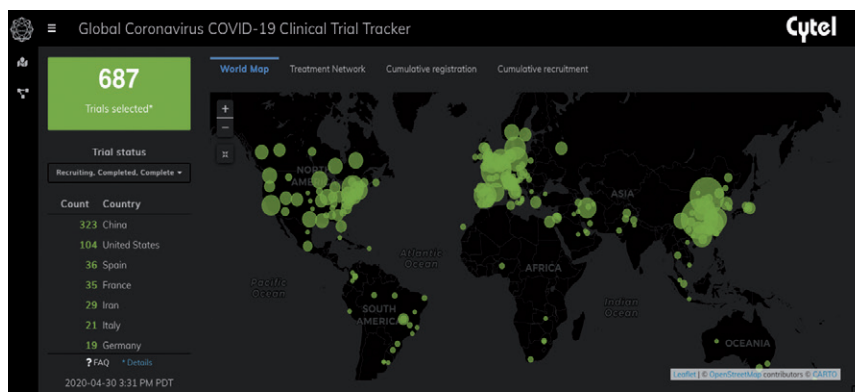 Global Coronavirus COVID-19 Clinical Trial Tracker
Cytel
687
Trials selected*
World Map
Treatment Network
Cumulative registration
Cumulative recruitment
Trial status
Recruiting, Completed, Complete
Count Country
323 China
104 United States
36 Spain
35 France
29 Iran
21 Italy
19 Germany
? FAQ * Details
2020-04-30 3:31 PM PDT
+
−
NORTH
AMERICA
ASIA
Atlantic
Ocean
Pacific
Ocean
AFRICA
Indian
Ocean
SOUTH
AMERICA
OCEANIA
Leaflet | © OpenStreetMap contributors © CARTO